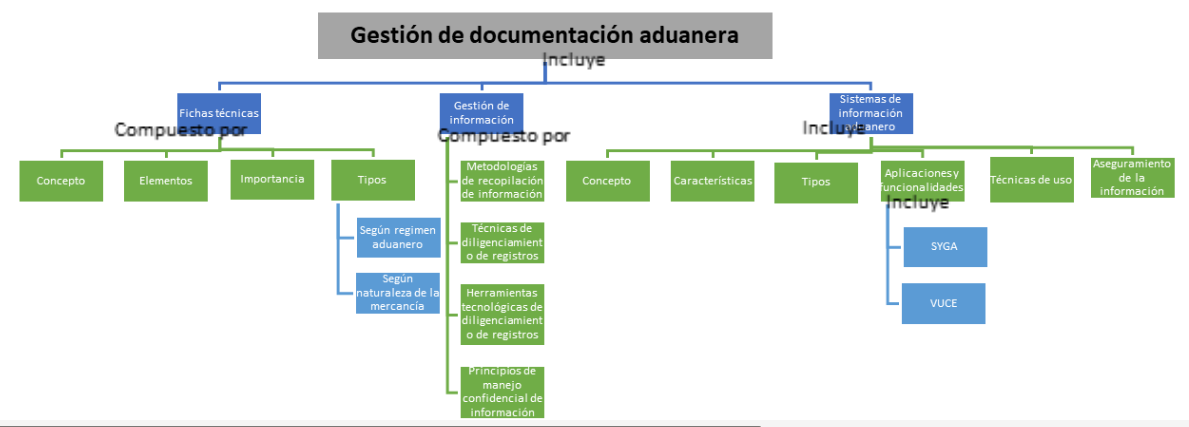 Gestión de documentación aduanera
Incluye
Fichas técnicas
Gestión de
información
Sistemas de
información
aduanero
Compuesto por
Compuesto por
Incluye
Concepto
Elementos
Importancia
Tipos
Según regimen
aduanero
Según
naturaleza de la
mercancía
Metodologías
de recopilación
de información
Técnicas de
diligenciamient
o de registros
Herramientas
tecnológicas de
diligenciamient
o de registros
Principios de
manejo
confidencial de
información
Concepto
Características
Tipos
Aplicaciones y
funcionalidades
Incluye
SYGA
VUCE
Técnicas de uso
Aseguramiento
de la
información